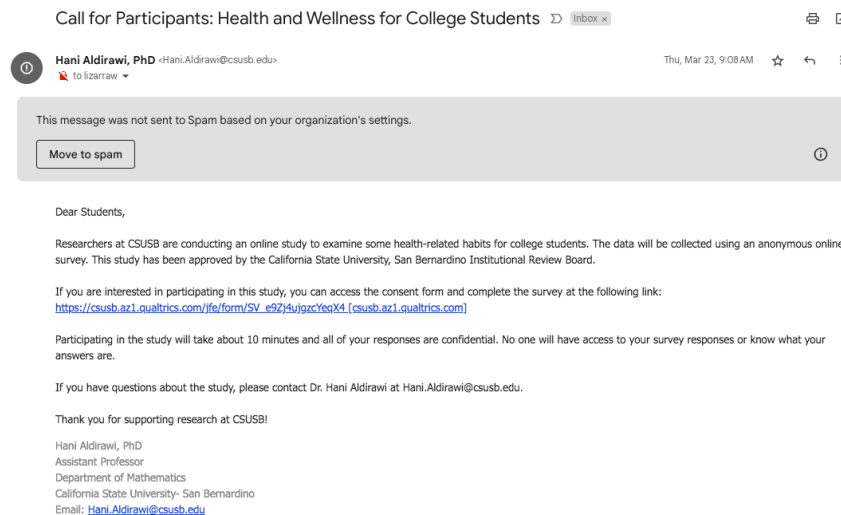 Call for Participants: Health and Wellness for College Students Inbox ×
Hani Aldirawi, PhD <Hani.Aldirawi@csusb.edu> Thu, Mar 23, 9:08 AM
to lizarraw
This message was not sent to Spam based on your organization's settings.
Move to spam
Dear Students,
Researchers at CSUSB are conducting an online study to examine some health-related habits for college students. The data will be collected using an anonymous online
survey. This study has been approved by the California State University, San Bernardino Institutional Review Board.
If you are interested in participating in this study, you can access the consent form and complete the survey at the following link:
https://csusb.az1.qualtrics.com/jfe/form/SV_e9Zj4ujgzcYeqX4 [csusb.az1.qualtrics.com]
Participating in the study will take about 10 minutes and all of your responses are confidential. No one will have access to your survey responses or know what your
answers are.
If you have questions about the study, please contact Dr. Hani Aldirawi at Hani.Aldirawi@csusb.edu.
Thank you for supporting research at CSUSB!
Hani Aldirawi, PhD
Assistant Professor
Department of Mathematics
California State University- San Bernardino
Email: Hani.Aldirawi@csusb.edu